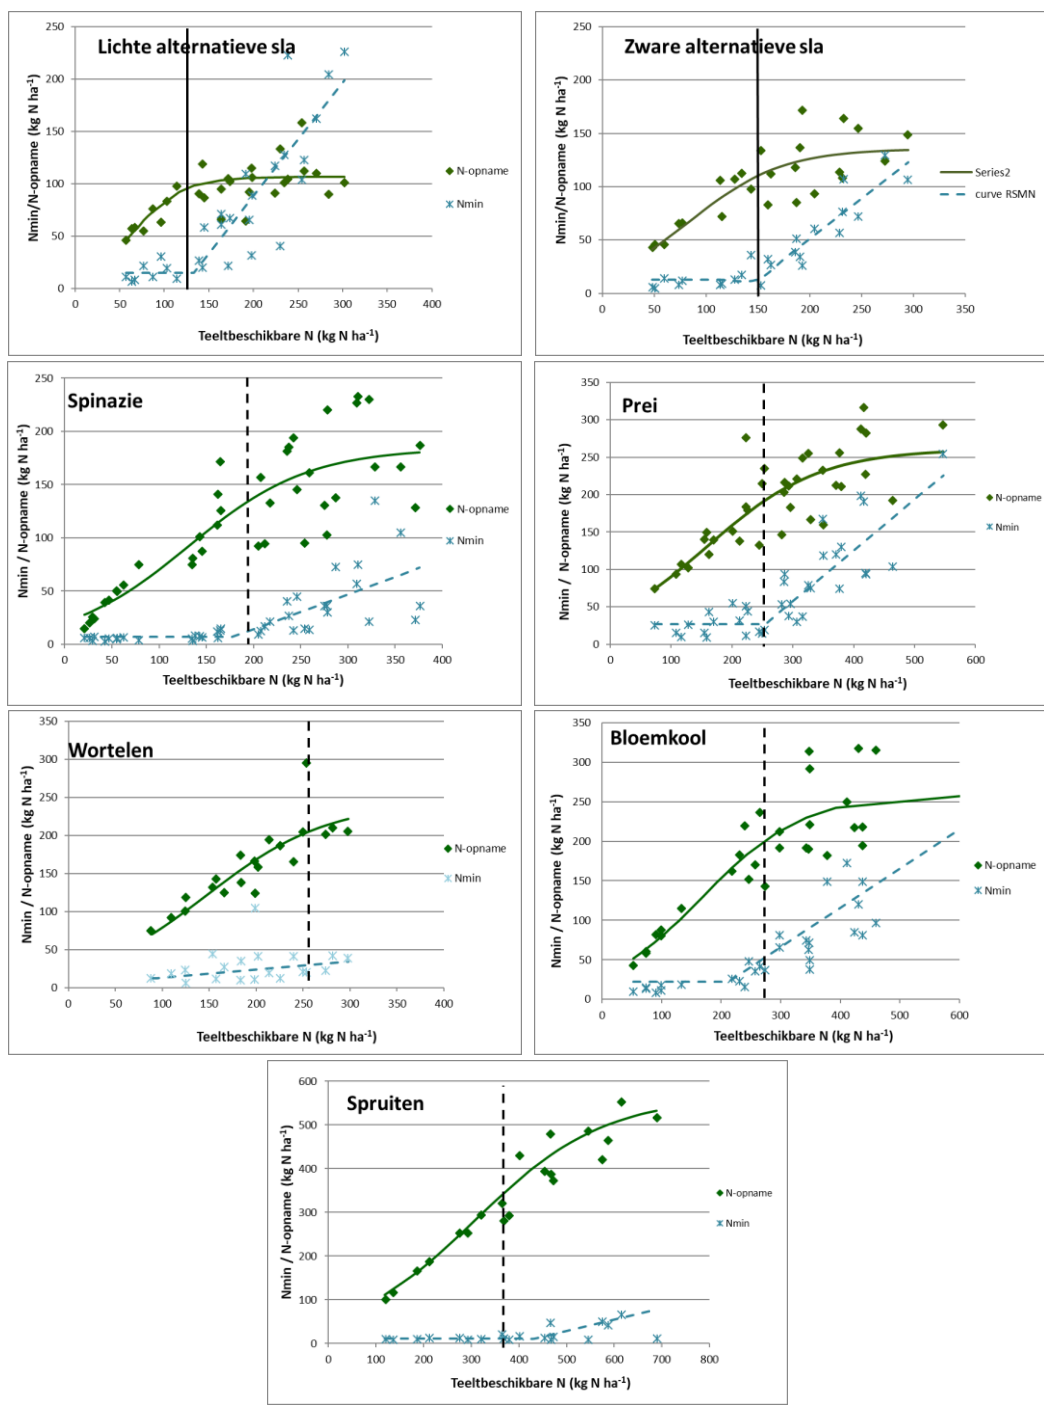 Lichte alternatieve sla
Nmin/N-opname (kg N ha-1)
250
200
150
100
50
0
0 50 100 150 200 250 300 350 400
Teeltbeschikbare N (kg N ha-1)
N-opname
Nmin
Zware alternatieve sla
Nmin/N-opname (kg N ha-1)
250
200
150
100
50
0
0 50 100 150 200 250 300 350
Teeltbeschikbare N (kg N ha-1)
Series2
curve RSMN
Spinazie
Nmin / N-opname (kg N ha-1)
250
200
150
100
50
0
0 50 100 150 200 250 300 350 400
Teeltbeschikbare N (kg N ha-1)
N-opname
Nmin
Prei
Nmin / N-opname (kg N ha-1)
350
300
250
200
150
100
50
0
0 100 200 300 400 500 600
Teeltbeschikbare N (kg N ha-1)
N-opname
Nmin
Wortelen
Nmin / N-opname (kg N ha-1)
350
300
250
200
150
100
50
0
0 50 100 150 200 250 300 350 400
Teeltbeschikbare N (kg N ha-1)
N-opname
Nmin
Bloemkool
Nmin / N-opname (kg N ha-1)
350
300
250
200
150
100
50
0
0 100 200 300 400 500 600
Teeltbeschikbare N (kg N ha-1)
N-opname
Nmin
Spruiten
Nmin / N-opname (kg N ha-1)
600
500
400
300
200
100
0
0 100 200 300 400 500 600 700 800
Teeltbeschikbare N (kg N ha-1)
N-opname
Nmin